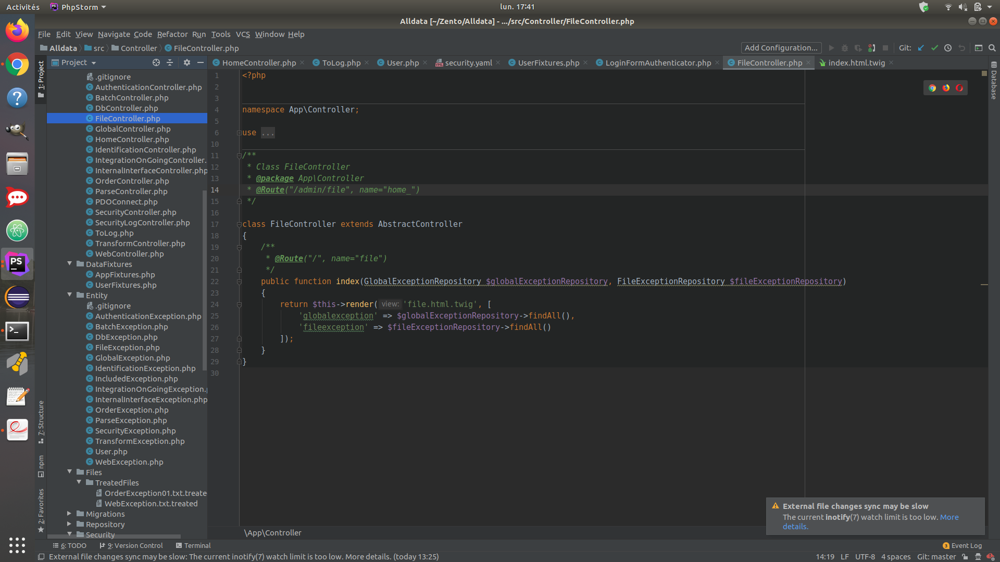 Activités PhpStorm lun. 17:41
Alldata [~/Zento/Alldata] - .../src/Controller/FileController.php
File Edit View Navigate Code Refactor Run Tools VCS Window Help
Alldata src Controller FileController.php Add Configuration... Git:
Project HomeController.php ToLog.php User.php security.yaml UserFixtures.php LoginFormAuthenticator.php FileController.php index.html.twig
1: Project
7: Structure
npm
2: Favorites
Database
.gitignore
AuthenticationController.php
BatchController.php
DbController.php
FileController.php
GlobalController.php
HomeController.php
IdentificationController.php
IntegrationOnGoingController.
InternalInterfaceController.php
OrderController.php
ParseController.php
PDOConnect.php
SecurityController.php
SecurityLogController.php
ToLog.php
TransformController.php
WebController.php
DataFixtures
AppFixtures.php
UserFixtures.php
Entity
.gitignore
AuthenticationException.php
BatchException.php
DbException.php
FileException.php
GlobalException.php
IdentificationException.php
IncludedException.php
IntegrationOnGoingException.
InternalInterfaceException.php
OrderException.php
ParseException.php
SecurityException.php
TransformException.php
User.php
WebException.php
Files
TreatedFiles
OrderException01.txt.treate
WebException.txt.treated
Migrations
Repository
Security
1 <?php
2
3
4 namespace App\Controller;
5
6 use ...
10
11 /**
12 * Class FileController
13 * @package App\Controller
14 * @Route("/admin/file", name="home_")
15 */
16
17 class FileController extends AbstractController
18 {
19 /**
20 * @Route("/", name="file")
21 */
22 public function index(GlobalExceptionRepository $globalExceptionRepository, FileExceptionRepository $fileExceptionRepository)
23 {
24 return $this->render( view: 'file.html.twig', [
25 'globalexception' => $globalExceptionRepository->findAll(),
26 'fileexception' => $fileExceptionRepository->findAll()
27 ]);
28 }
29 }
30
External file changes sync may be slow
The current inotify(7) watch limit is too low. More
details.
\App\Controller
6: TODO 9: Version Control Terminal 3 Event Log
External file changes sync may be slow: The current inotify(7) watch limit is too low. More details. (today 13:25) 14:19 LF UTF-8 4 spaces Git: master